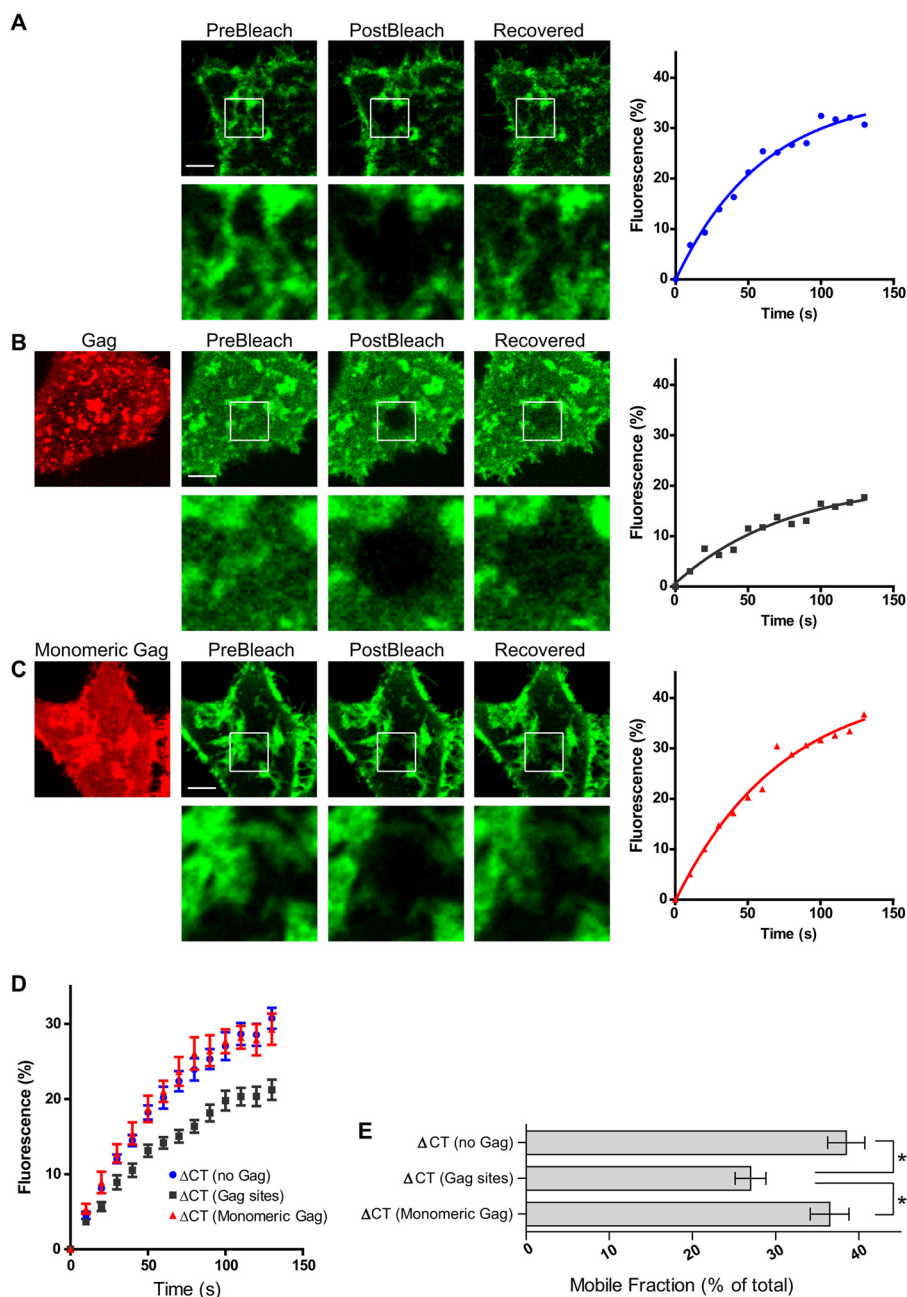 A
PreBleach PostBleach Recovered
40
30
20
10
0
Fluorescence (%)
0 50 100 150
Time (s)
B
Gag PreBleach PostBleach Recovered
40
30
20
10
0
Fluorescence (%)
0 50 100 150
Time (s)
C
Monomeric Gag PreBleach PostBleach Recovered
40
30
20
10
0
Fluorescence (%)
0 50 100 150
Time (s)
D
30
20
10
0
Fluorescence (%)
ΔCT (no Gag)
ΔCT (Gag sites)
ΔCT (Monomeric Gag)
0 50 100 150
Time (s)
E
ΔCT (no Gag)
ΔCT (Gag sites)
ΔCT (Monomeric Gag)
*
*
0 10 20 30 40
Mobile Fraction (% of total)